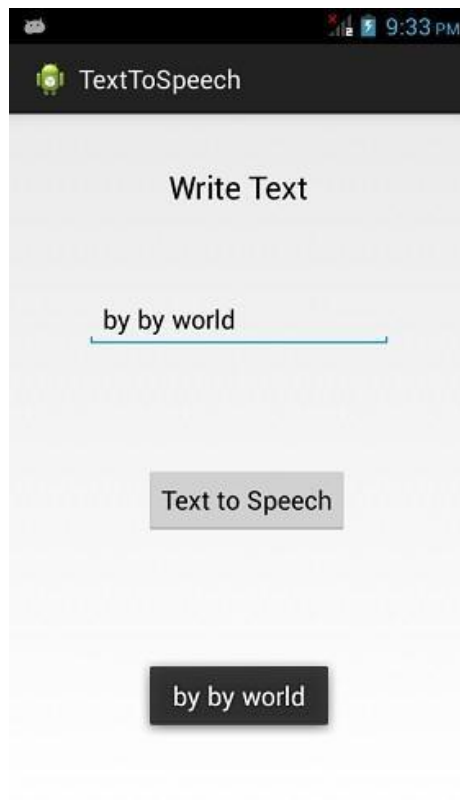 9:33 PM
TextToSpeech
Write Text
by by world
Text to Speech
by by world